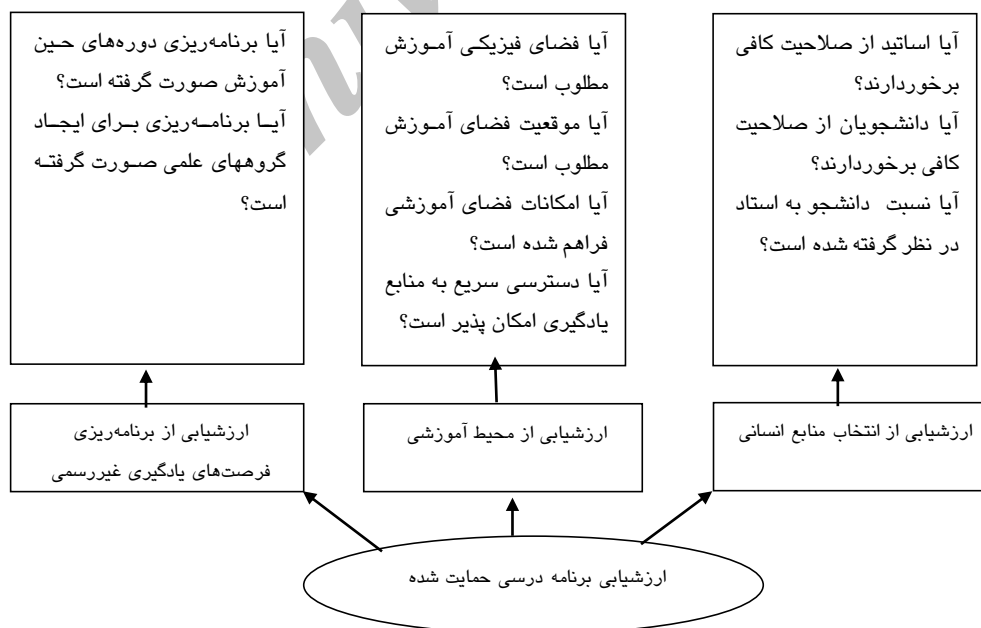 آیا اساتید از صلاحیت کافی
برخوردارند؟
آیا دانشجویان از صلاحیت
کافی برخوردارند؟
آیا نسبت دانشجو به استاد
در نظر گرفته شده است؟
آیا فضای فیزیکی آموزش
مطلوب است؟
آیا موقعیت فضای آموزش
مطلوب است؟
آیا امکانات فضای آموزشی
فراهم شده است؟
آیا دسترسی سریع به منابع
یادگیری امکان پذیر است؟
آیا برنامه‌ریزی دوره‌های حین
آموزش صورت گرفته است؟
آیا برنامه‌ریزی برای ایجاد
گروههای علمی صورت گرفته
است؟
ارزشیابی از انتخاب منابع انسانی
ارزشیابی از محیط آموزشی
ارزشیابی از برنامه‌ریزی
فرصت‌های یادگیری غیررسمی
ارزشیابی برنامه درسی حمایت شده